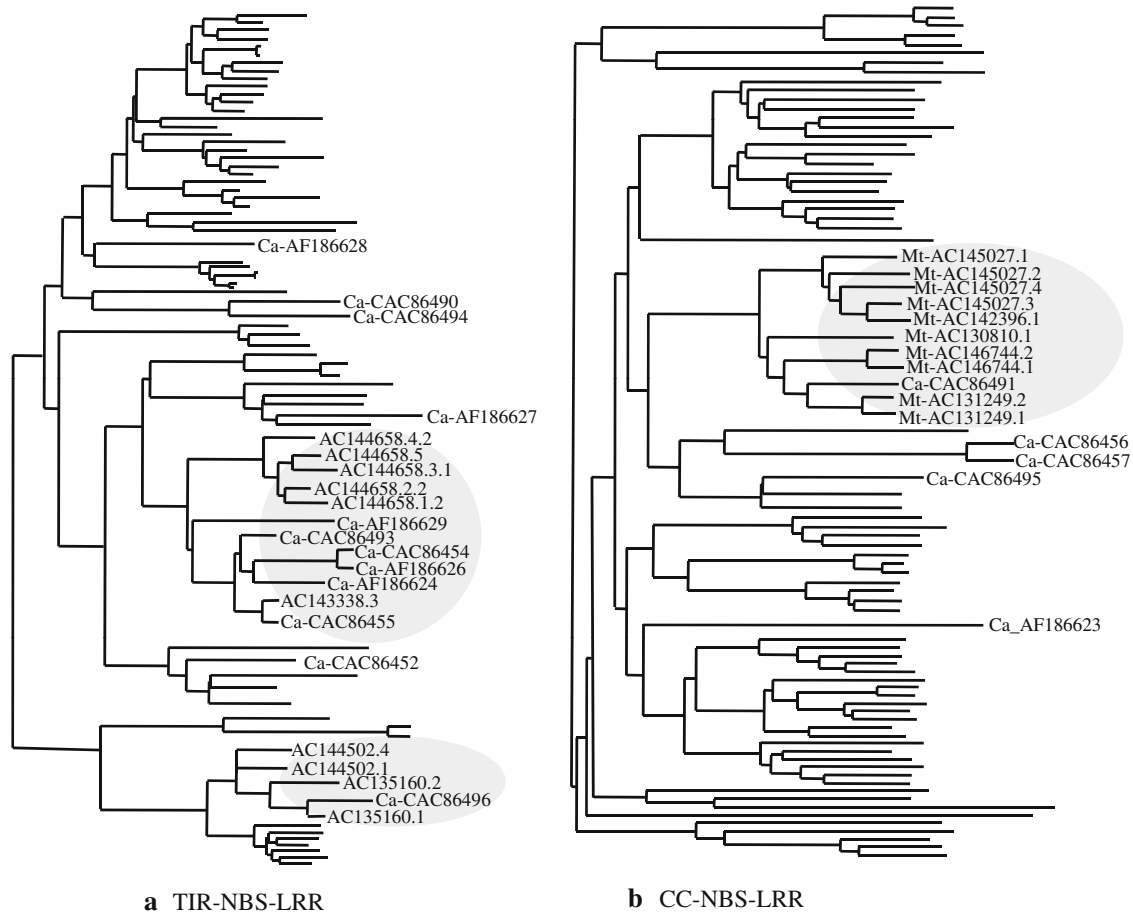 Ca-AF186628
Ca-CAC86490
Ca-CAC86494
Ca-AF186627
AC144658.4.2
AC144658.5
AC144658.3.1
AC144658.2.2
AC144658.1.2
Ca-AF186629
Ca-CAC86493
Ca-CAC86454
Ca-AF186626
Ca-AF186624
AC143338.3
Ca-CAC86455
Ca-CAC86452
AC144502.4
AC144502.1
AC135160.2
Ca-CAC86496
AC135160.1
a TIR-NBS-LRR
Mt-AC145027.1
Mt-AC145027.2
Mt-AC145027.4
Mt-AC145027.3
Mt-AC142396.1
Mt-AC130810.1
Mt-AC146744.2
Mt-AC146744.1
Ca-CAC86491
Mt-AC131249.2
Mt-AC131249.1
Ca-CAC86456
Ca-CAC86457
Ca-CAC86495
Ca_AF186623
b CC-NBS-LRR